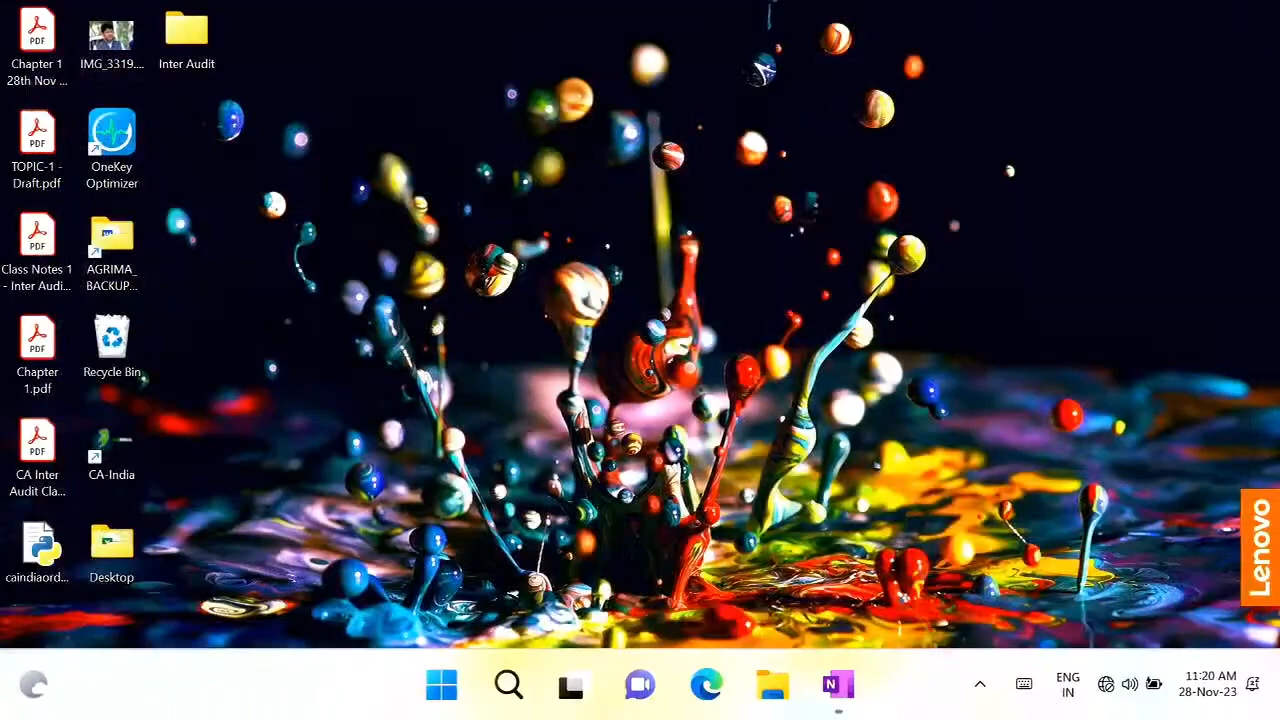 PDF
Chapter 1
28th Nov ...
IMG_3319....
Inter Audit
PDF
TOPIC-1 -
Draft.pdf
OneKey
Optimizer
PDF
Class Notes 1
- Inter Audi...
AGRIMA_
BACKUP...
PDF
Chapter
1.pdf
Recycle Bin
PDF
CA Inter
Audit Cla...
CA-India
caindiaord...
Desktop
Lenovo
N
ENG
IN
11:20 AM
28-Nov-23